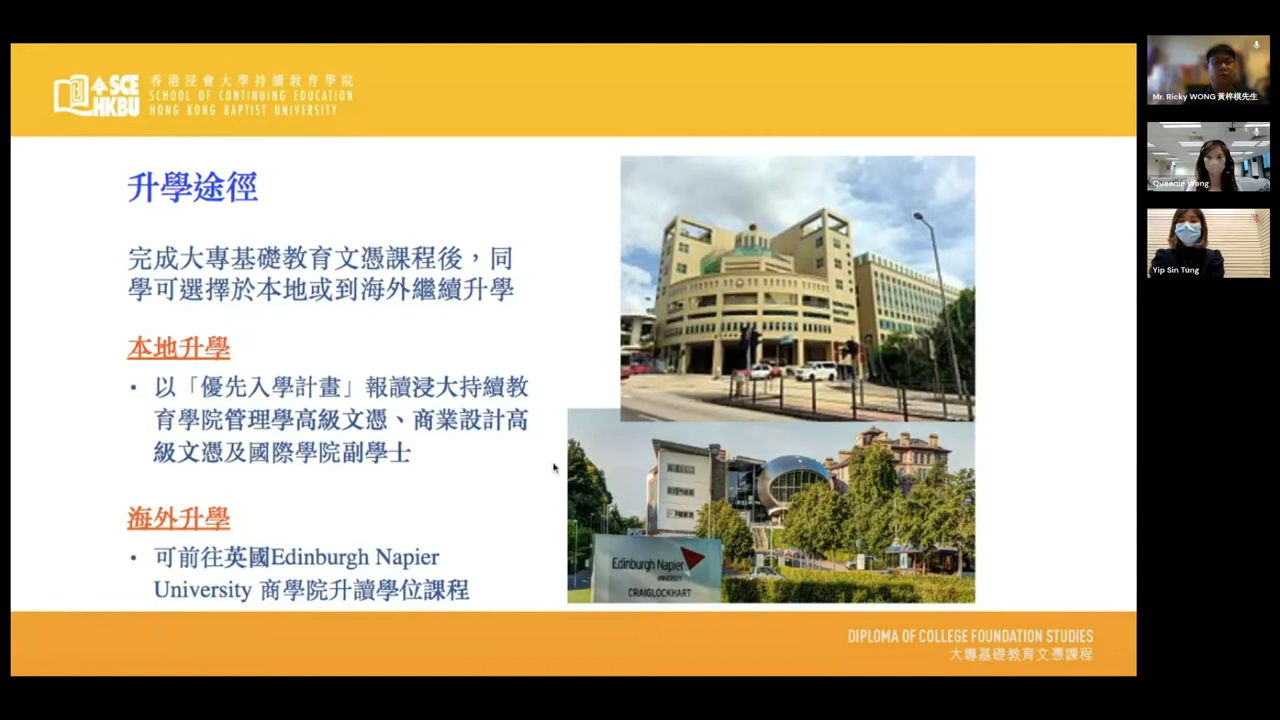 SCE
HKBU
香港浸會大學持續教育學院
SCHOOL OF CONTINUING EDUCATION
HONG KONG BAPTIST UNIVERSITY
升學途徑
完成大專基礎教育文憑課程後，同
學可選擇於本地或到海外繼續升學
本地升學
• 以「優先入學計畫」報讀浸大持續教
育學院管理學高級文憑、商業設計高
級文憑及國際學院副學士
海外升學
• 可前往英國Edinburgh Napier
University 商學院升讀學位課程
Edinburgh Napier
UNIVERSITY
CRAIGLOCKHART
DIPLOMA OF COLLEGE FOUNDATION STUDIES
大專基礎教育文憑課程
Mr. Ricky WONG 黃梓棋先生
Queenie Wong
Yip Sin Tung